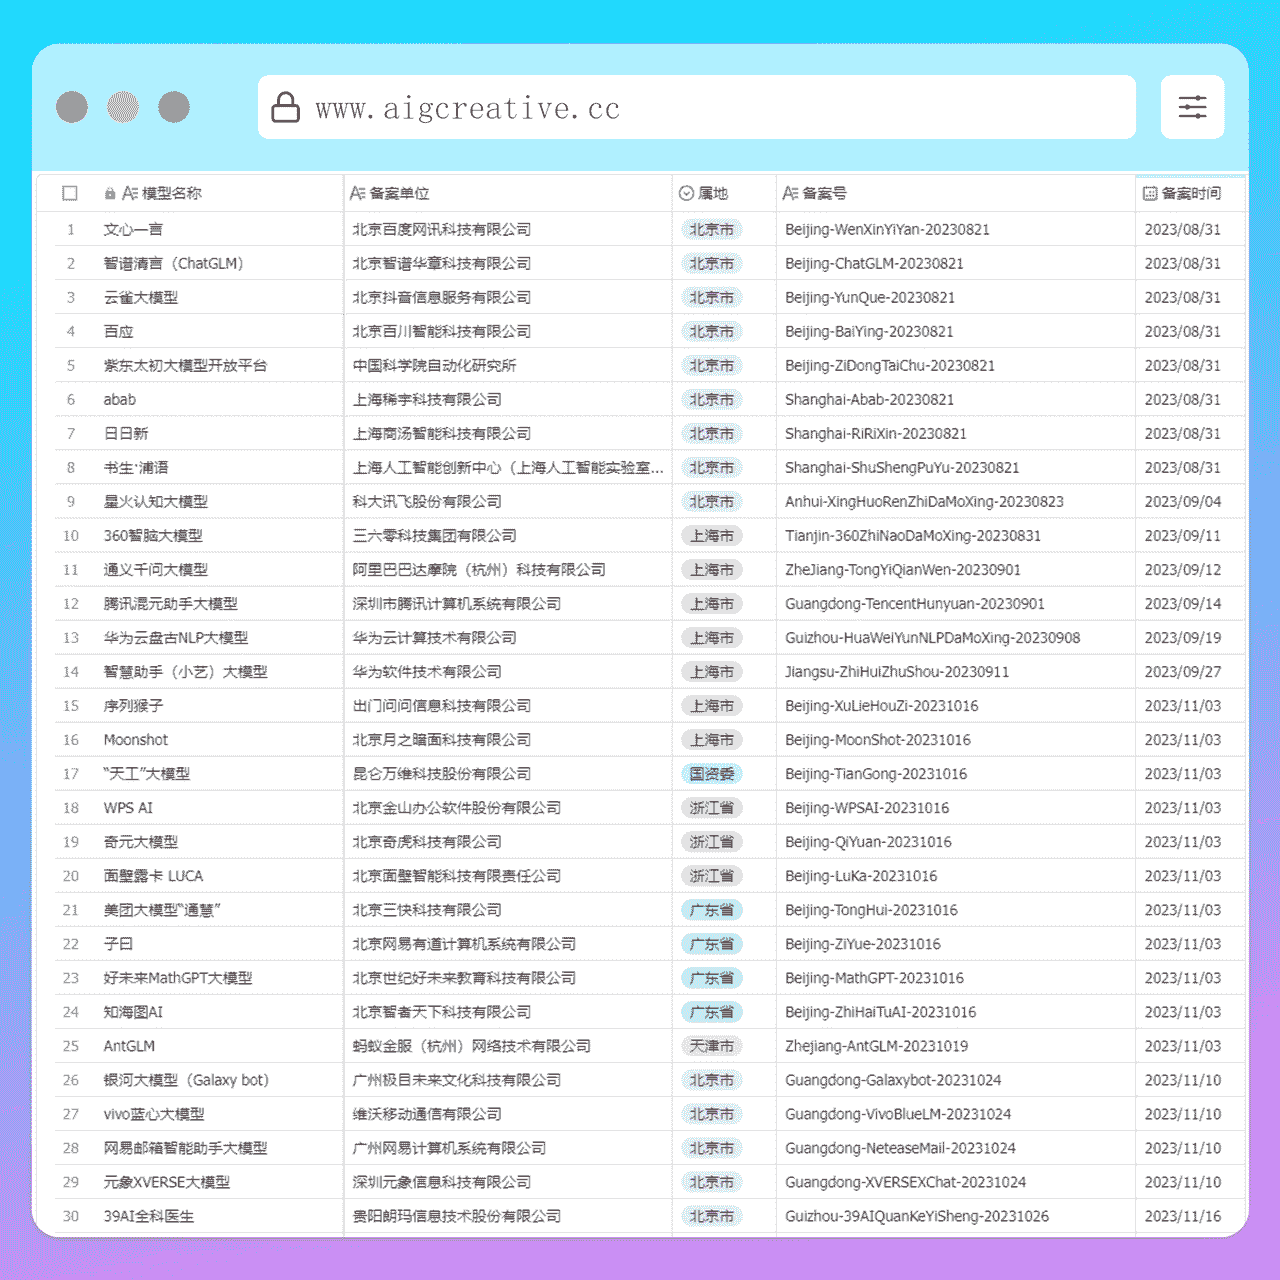 www.aigcreative.cc
模型名称 备案单位 属地 备案号 备案时间
1 文心一言 北京百度网讯科技有限公司 北京市 Beijing-WenXinYiYan-20230821 2023/08/31
2 智谱清言（ChatGLM） 北京智谱华章科技有限公司 北京市 Beijing-ChatGLM-20230821 2023/08/31
3 云雀大模型 北京抖音信息服务有限公司 北京市 Beijing-YunQue-20230821 2023/08/31
4 百应 北京百川智能科技有限公司 北京市 Beijing-BaiYing-20230821 2023/08/31
5 紫东太初大模型开放平台 中国科学院自动化研究所 北京市 Beijing-ZiDongTaiChu-20230821 2023/08/31
6 abab 上海稀宇科技有限公司 北京市 Shanghai-Abab-20230821 2023/08/31
7 日日新 上海商汤智能科技有限公司 北京市 Shanghai-RiRiXin-20230821 2023/08/31
8 书生·浦语 上海人工智能创新中心（上海人工智能实验室... 北京市 Shanghai-ShuShengPuYu-20230821 2023/08/31
9 星火认知大模型 科大讯飞股份有限公司 北京市 Anhui-XingHuoRenZhiDaMoXing-20230823 2023/09/04
10 360智脑大模型 三六零科技集团有限公司 上海市 Tianjin-360ZhiNaoDaMoXing-20230831 2023/09/11
11 通义千问大模型 阿里巴巴达摩院（杭州）科技有限公司 上海市 ZheJiang-TongYiQianWen-20230901 2023/09/12
12 腾讯混元助手大模型 深圳市腾讯计算机系统有限公司 上海市 Guangdong-TencentHunyuan-20230901 2023/09/14
13 华为云盘古NLP大模型 华为云计算技术有限公司 上海市 Guizhou-HuaWeiYunNLPDaMoXing-20230908 2023/09/19
14 智慧助手（小艺）大模型 华为软件技术有限公司 上海市 Jiangsu-ZhiHuiZhuShou-20230911 2023/09/27
15 序列猴子 出门问问信息科技有限公司 上海市 Beijing-XuLieHouZi-20231016 2023/11/03
16 Moonshot 北京月之暗面科技有限公司 上海市 Beijing-MoonShot-20231016 2023/11/03
17 “天工”大模型 昆仑万维科技股份有限公司 国资委 Beijing-TianGong-20231016 2023/11/03
18 WPS AI 北京金山办公软件股份有限公司 浙江省 Beijing-WPSAI-20231016 2023/11/03
19 奇元大模型 北京奇虎科技有限公司 浙江省 Beijing-QiYuan-20231016 2023/11/03
20 面壁露卡 LUCA 北京面壁智能科技有限责任公司 浙江省 Beijing-LuKa-20231016 2023/11/03
21 美团大模型“通慧” 北京三快科技有限公司 广东省 Beijing-TongHui-20231016 2023/11/03
22 子曰 北京网易有道计算机系统有限公司 广东省 Beijing-ZiYue-20231016 2023/11/03
23 好未来MathGPT大模型 北京世纪好未来教育科技有限公司 广东省 Beijing-MathGPT-20231016 2023/11/03
24 知海图AI 北京智者天下科技有限公司 广东省 Beijing-ZhiHaiTuAI-20231016 2023/11/03
25 AntGLM 蚂蚁金服（杭州）网络技术有限公司 天津市 Zhejiang-AntGLM-20231019 2023/11/03
26 银河大模型（Galaxy bot） 广州极目未来文化科技有限公司 北京市 Guangdong-Galaxybot-20231024 2023/11/10
27 vivo蓝心大模型 维沃移动通信有限公司 北京市 Guangdong-VivoBlueLM-20231024 2023/11/10
28 网易邮箱智能助手大模型 广州网易计算机系统有限公司 北京市 Guangdong-NeteaseMail-20231024 2023/11/10
29 元象XVERSE大模型 深圳元象信息科技有限公司 北京市 Guangdong-XVERSEXChat-20231024 2023/11/10
30 39AI全科医生 贵阳朗玛信息技术股份有限公司 北京市 Guizhou-39AIQuanKeYiSheng-20231026 2023/11/16